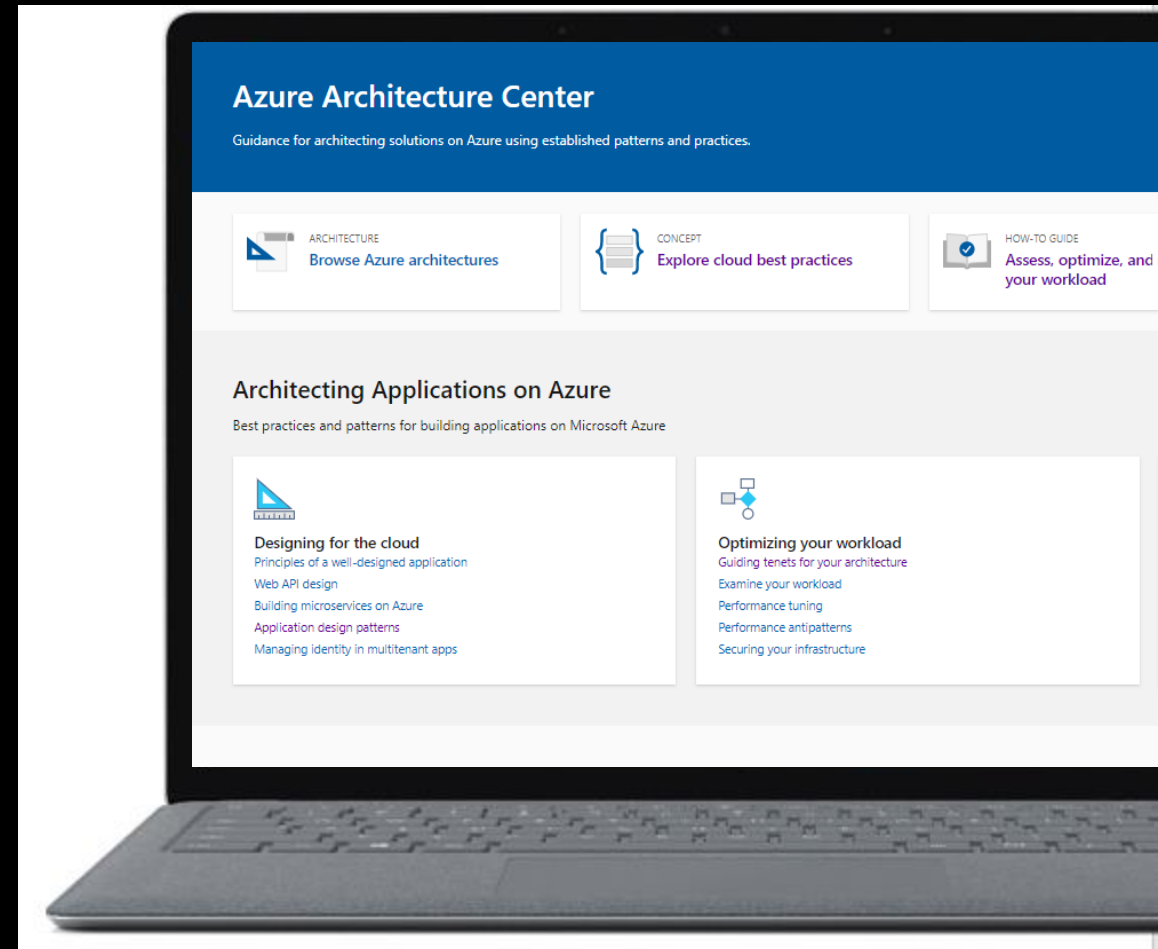 Azure Architecture Center
Guidance for architecting solutions on Azure using established patterns and practices.
ARCHITECTURE
Browse Azure architectures
CONCEPT
Explore cloud best practices
HOW-TO GUIDE
Assess, optimize, and
your workload
Architecting Applications on Azure
Best practices and patterns for building applications on Microsoft Azure
Designing for the cloud
Principles of a well-designed application
Web API design
Building microservices on Azure
Application design patterns
Managing identity in multitenant apps
Optimizing your workload
Guiding tenets for your architecture
Examine your workload
Performance tuning
Performance antipatterns
Securing your infrastructure